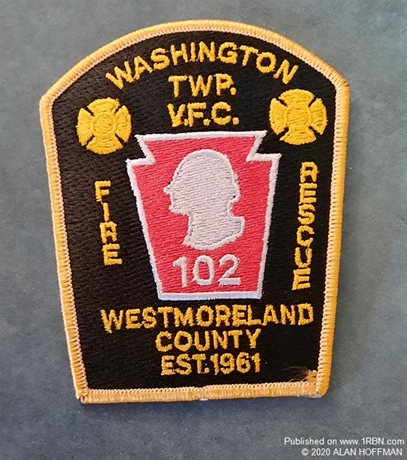 WASHINGTON
TWP.
V.F.C.
FIRE
RESCUE
102
WESTMORELAND
COUNTY
EST.1961
Published on www.1RBN.com
© 2020 ALAN HOFFMAN